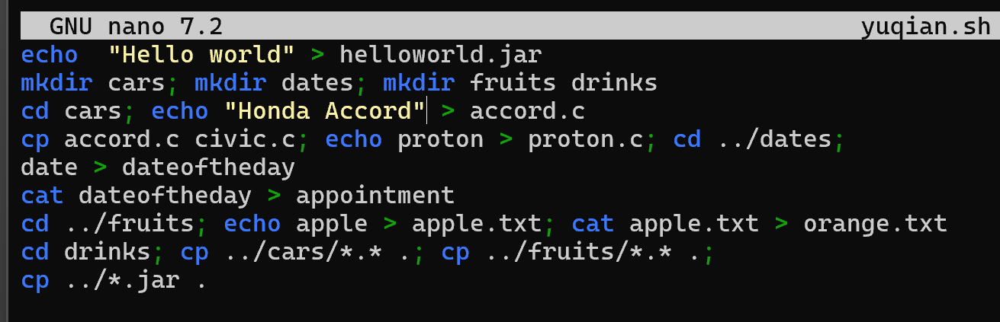 GNU nano 7.2 yuqian.sh
echo  "Hello world" > helloworld.jar
mkdir cars; mkdir dates; mkdir fruits drinks
cd cars; echo "Honda Accord" > accord.c
cp accord.c civic.c; echo proton > proton.c; cd ../dates;
date > dateoftheday
cat dateoftheday > appointment
cd ../fruits; echo apple > apple.txt; cat apple.txt > orange.txt
cd drinks; cp ../cars/*.* .; cp ../fruits/*.* .;
cp ../*.jar .